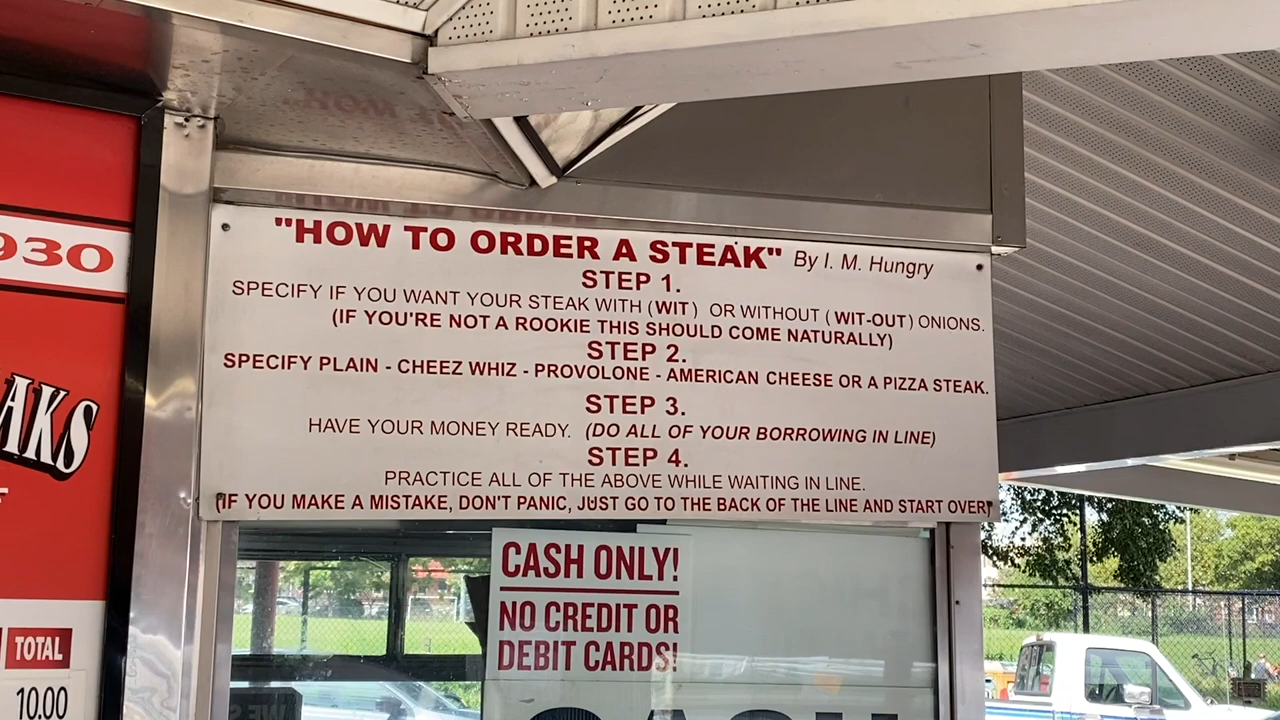 "HOW TO ORDER A STEAK" By I. M. Hungry
STEP 1.
SPECIFY IF YOU WANT YOUR STEAK WITH (WIT) OR WITHOUT (WIT-OUT) ONIONS.
(IF YOU'RE NOT A ROOKIE THIS SHOULD COME NATURALLY)
STEP 2.
SPECIFY PLAIN - CHEEZ WHIZ - PROVOLONE - AMERICAN CHEESE OR A PIZZA STEAK.
STEP 3.
HAVE YOUR MONEY READY. (DO ALL OF YOUR BORROWING IN LINE)
STEP 4.
PRACTICE ALL OF THE ABOVE WHILE WAITING IN LINE.
(IF YOU MAKE A MISTAKE, DON'T PANIC, JUST GO TO THE BACK OF THE LINE AND START OVER)
930
AKS
CASH ONLY!
NO CREDIT OR
DEBIT CARDS!
TOTAL
10.00